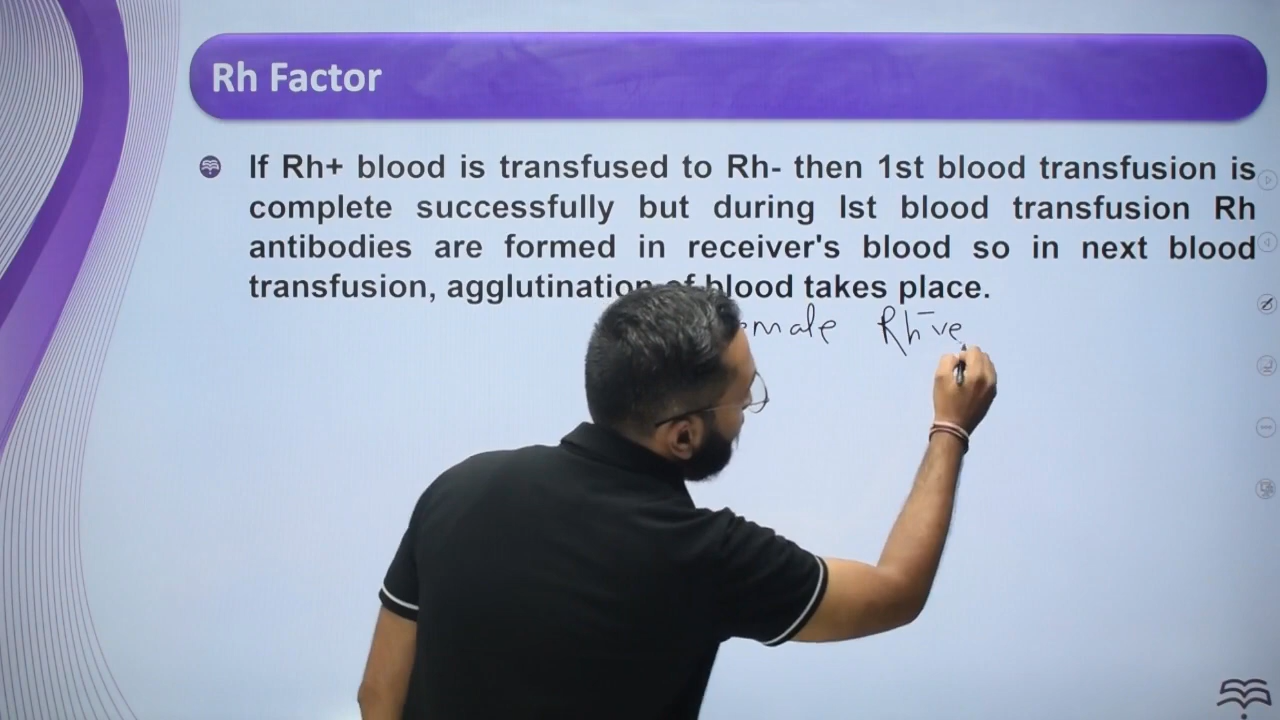 Rh Factor
If Rh+ blood is transfused to Rh- then 1st blood transfusion is
complete successfully but during Ist blood transfusion Rh
antibodies are formed in receiver's blood so in next blood
transfusion, agglutination of blood takes place.
emale Rh-ve